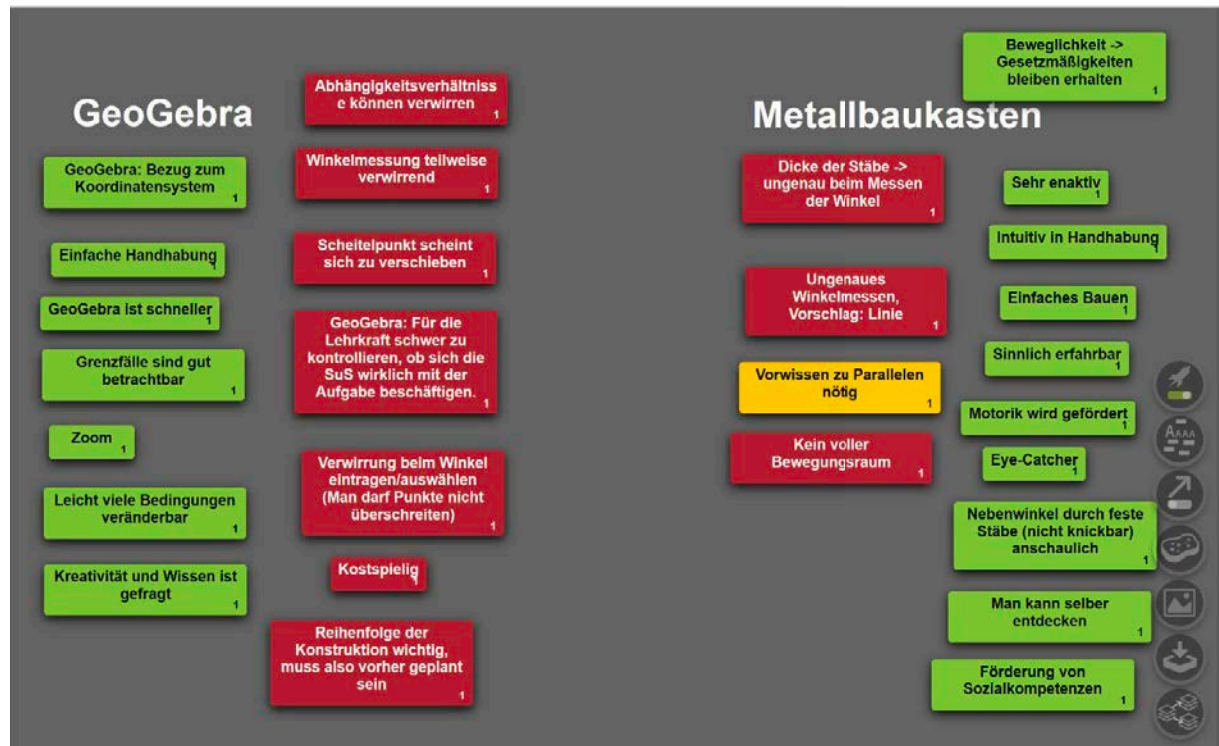 GeoGebra
GeoGebra: Bezug zum
Koordinatensystem
1
Einfache Handhabung
1
GeoGebra ist schneller
1
Grenzfälle sind gut
betrachtbar
1
Zoom
1
Leicht viele Bedingungen
veränderbar
1
Kreativität und Wissen ist
gefragt
1
Abhängigkeitsverhältniss
e können verwirren
1
Winkelmessung teilweise
verwirrend
1
Scheitelpunkt scheint
sich zu verschieben
1
GeoGebra: Für die
Lehrkraft schwer zu
kontrollieren, ob sich die
SuS wirklich mit der
Aufgabe beschäftigen.
1
Verwirrung beim Winkel
eintragen/auswählen
(Man darf Punkte nicht
überschreiten)
1
Kostspielig
1
Reihenfolge der
Konstruktion wichtig,
muss also vorher geplant
sein
1
Metallbaukasten
Dicke der Stäbe ->
ungenau beim Messen
der Winkel
1
Ungenaues
Winkelmessen,
Vorschlag: Linie
1
Vorwissen zu Parallelen
nötig
1
Kein voller
Bewegungsraum
1
Beweglichkeit ->
Gesetzmäßigkeiten
bleiben erhalten
1
Sehr enaktiv
1
Intuitiv in Handhabung
1
Einfaches Bauen
1
Sinnlich erfahrbar
1
Motorik wird gefördert
1
Eye-Catcher
1
Nebenwinkel durch feste
Stäbe (nicht knickbar)
anschaulich
1
Man kann selber
entdecken
1
Förderung von
Sozialkompetenzen
1
AAAA